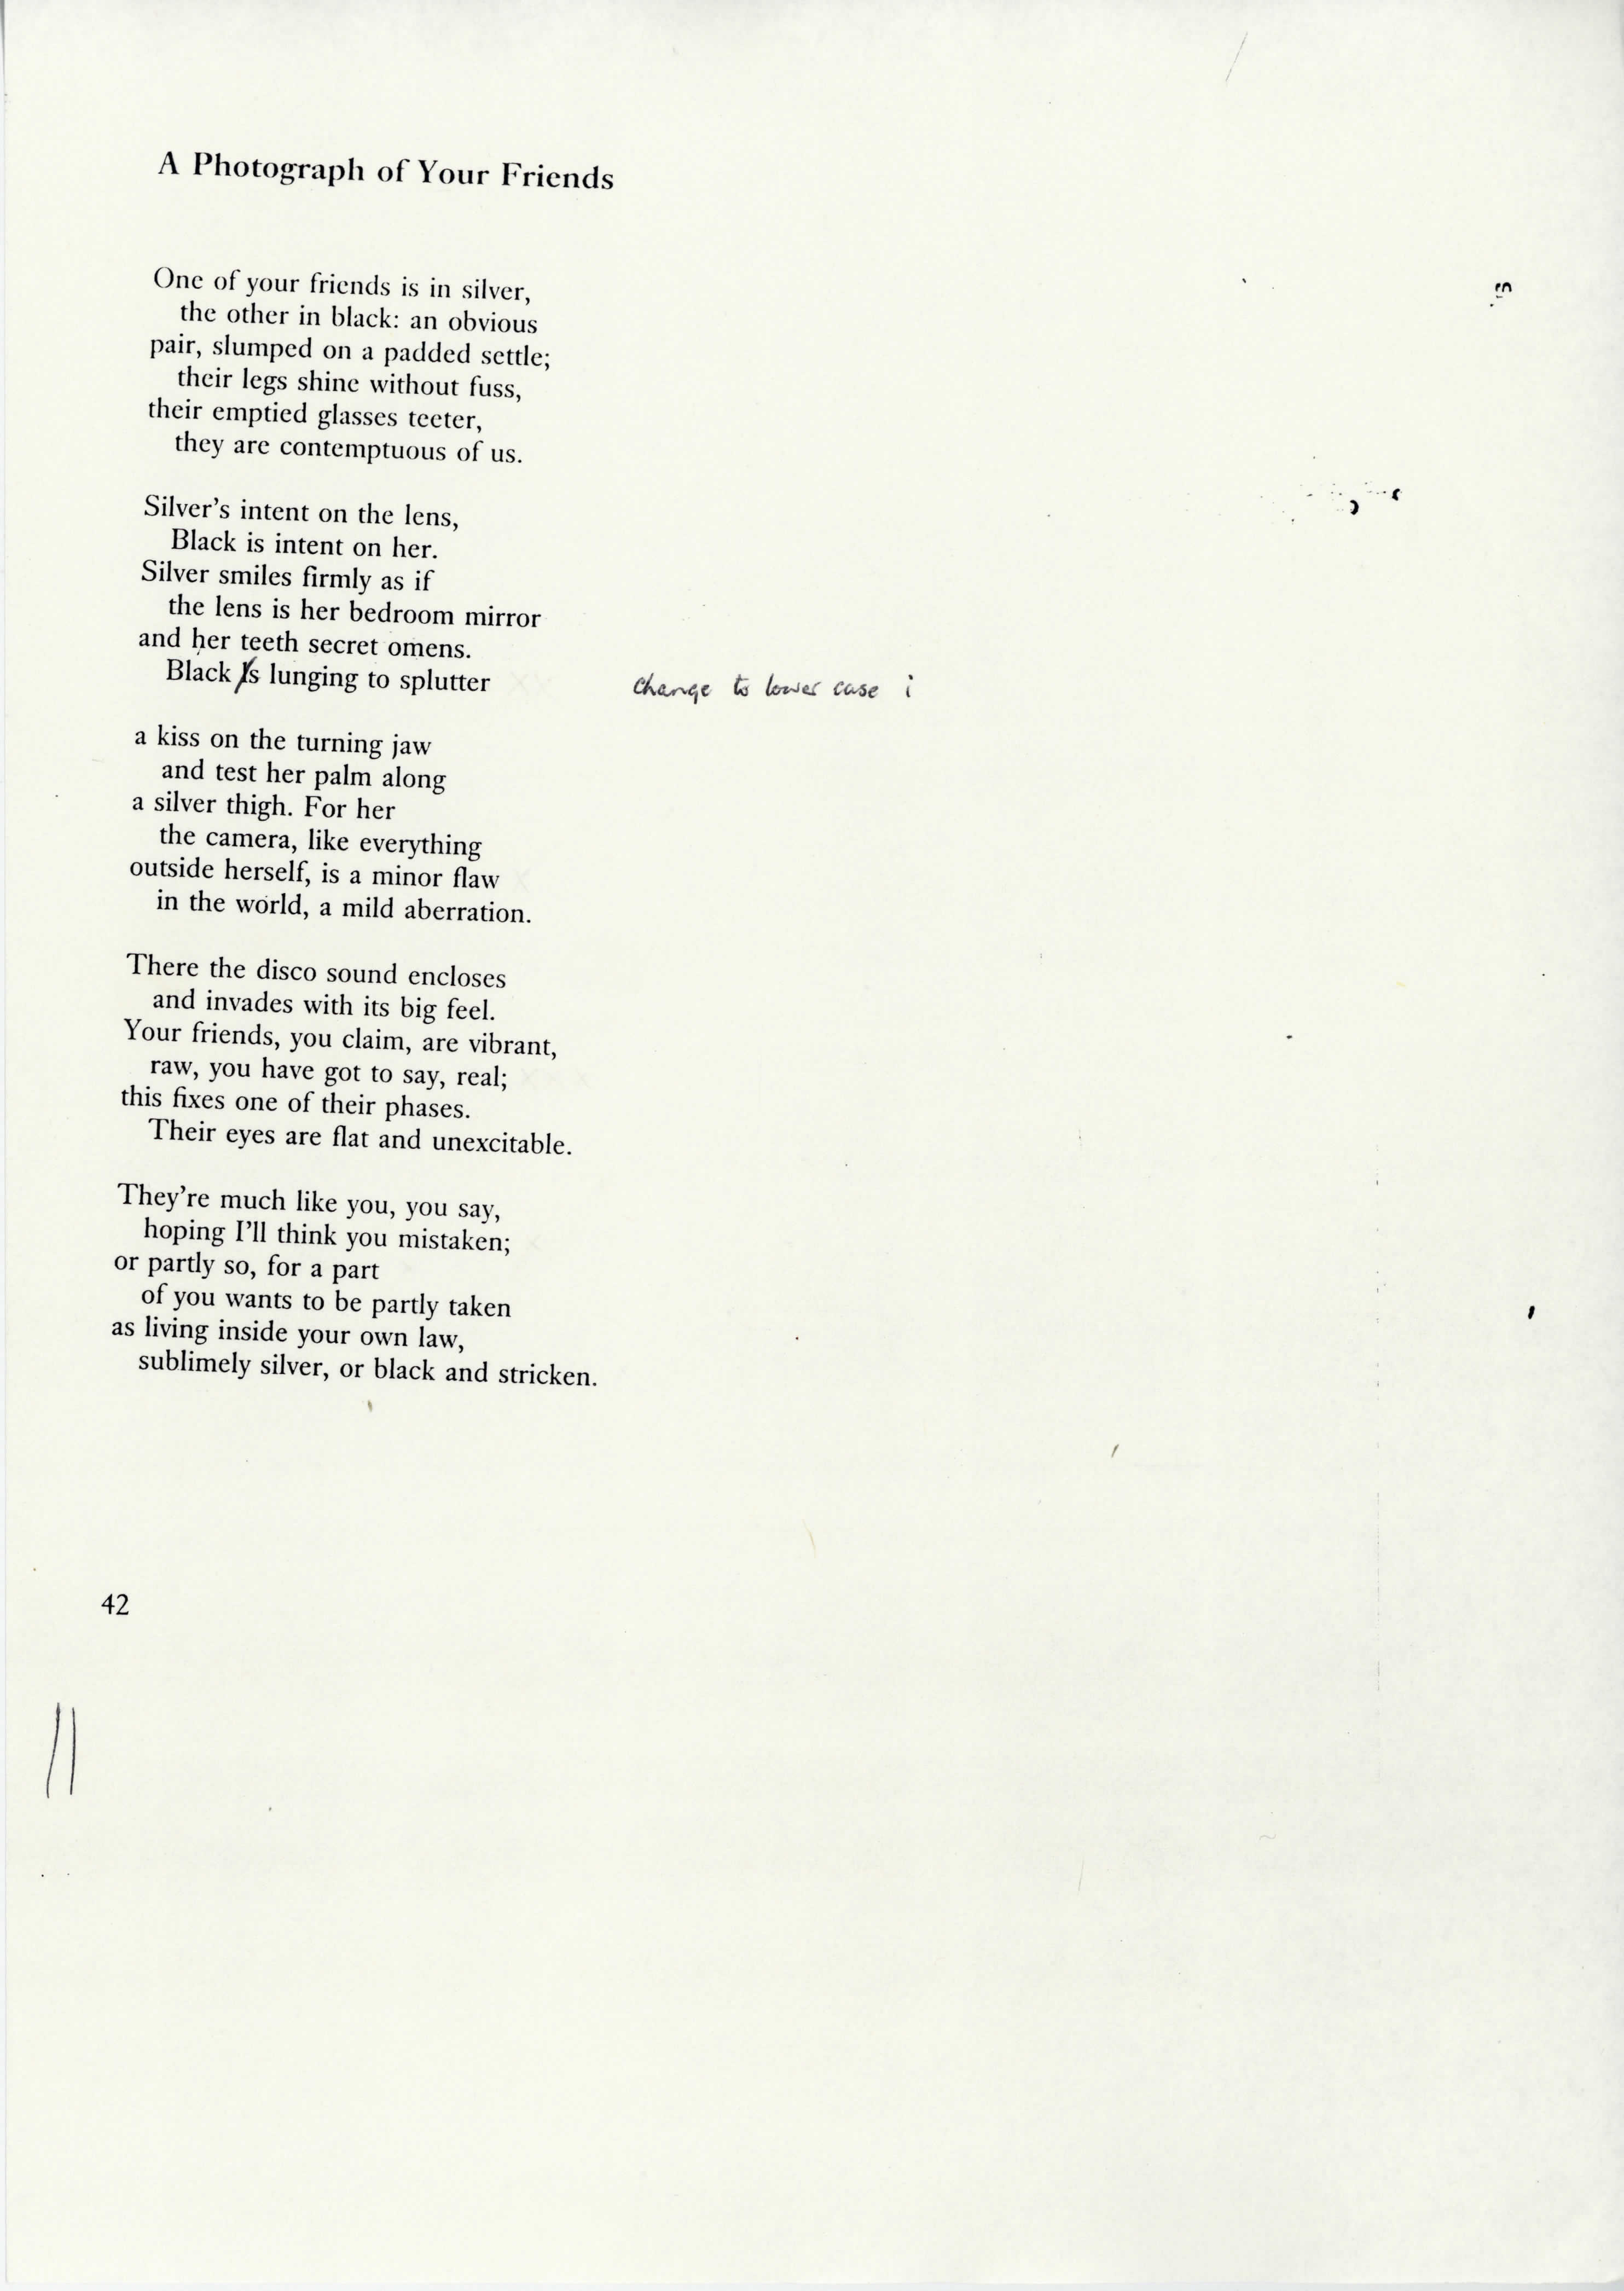 A Photograph of Your Friends
One of your friends is in silver,
the other in black: an obvious
pair, slumped on a padded settle;
their legs shine without fuss,
their emptied glasses teeter,
they are contemptuous of us.
Silver's intent on the lens,
Black is intent on her.
Silver smiles firmly as if
the lens is her bedroom mirror
and her teeth secret omens.
Black Is lunging to splutter change to lower case i
a kiss on the turning jaw
and test her palm along
a silver thigh. For her
the camera, like everything
outside herself, is a minor flaw
in the world, a mild aberration.
There the disco sound encloses
and invades with its big feel.
Your friends, you claim, are vibrant,
raw, you have got to say, real;
this fixes one of their phases.
Their eyes are flat and unexcitable.
They're much like you, you say,
hoping I'll think you mistaken;
or partly so, for a part
of you wants to be partly taken
as living inside your own law,
sublimely silver, or black and stricken.
42